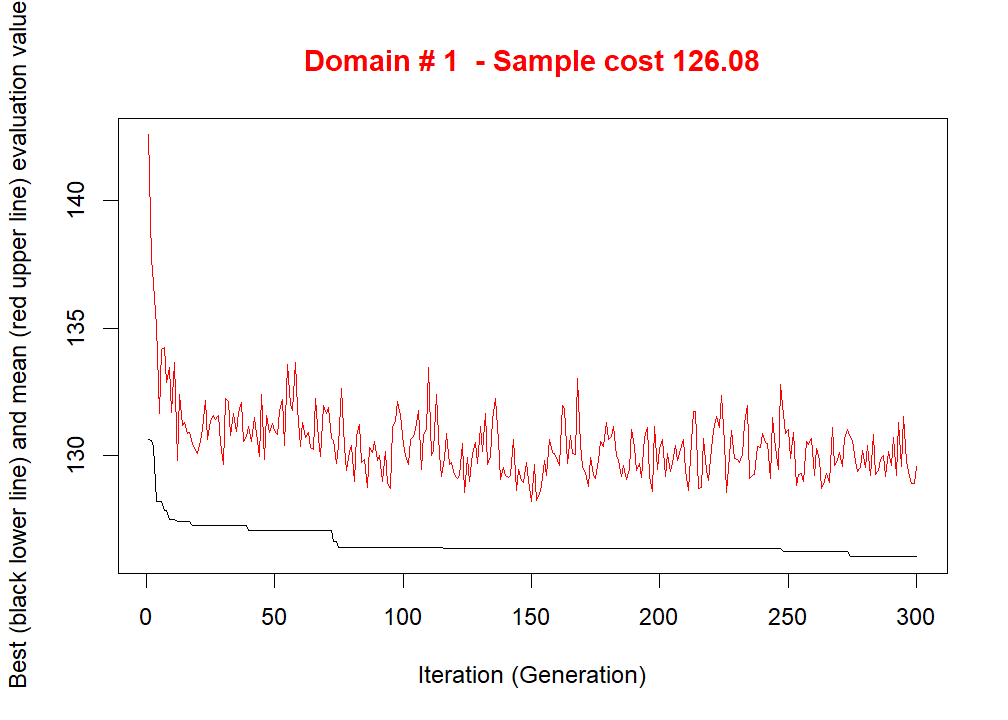 Domain # 1  - Sample cost 126.08
Best (black lower line) and mean (red upper line) evaluation value
140
135
130
0 50 100 150 200 250 300
Iteration (Generation)